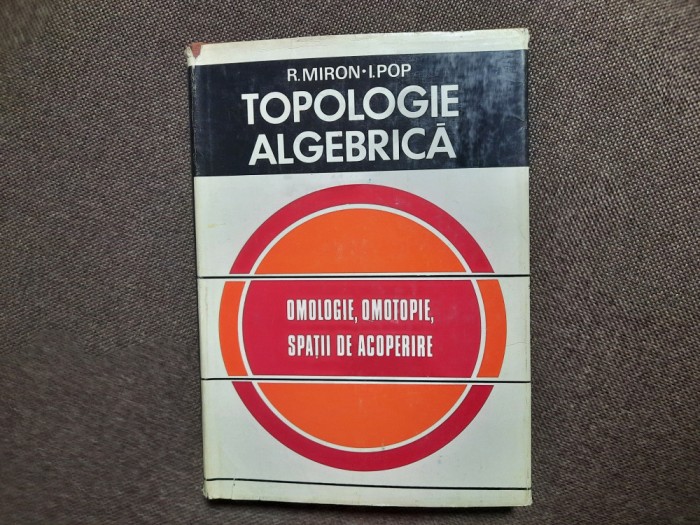 R.MIRON·I.POP
TOPOLOGIE
ALGEBRICĂ
OMOLOGIE, OMOTOPIE,
SPAȚII DE ACOPERIRE